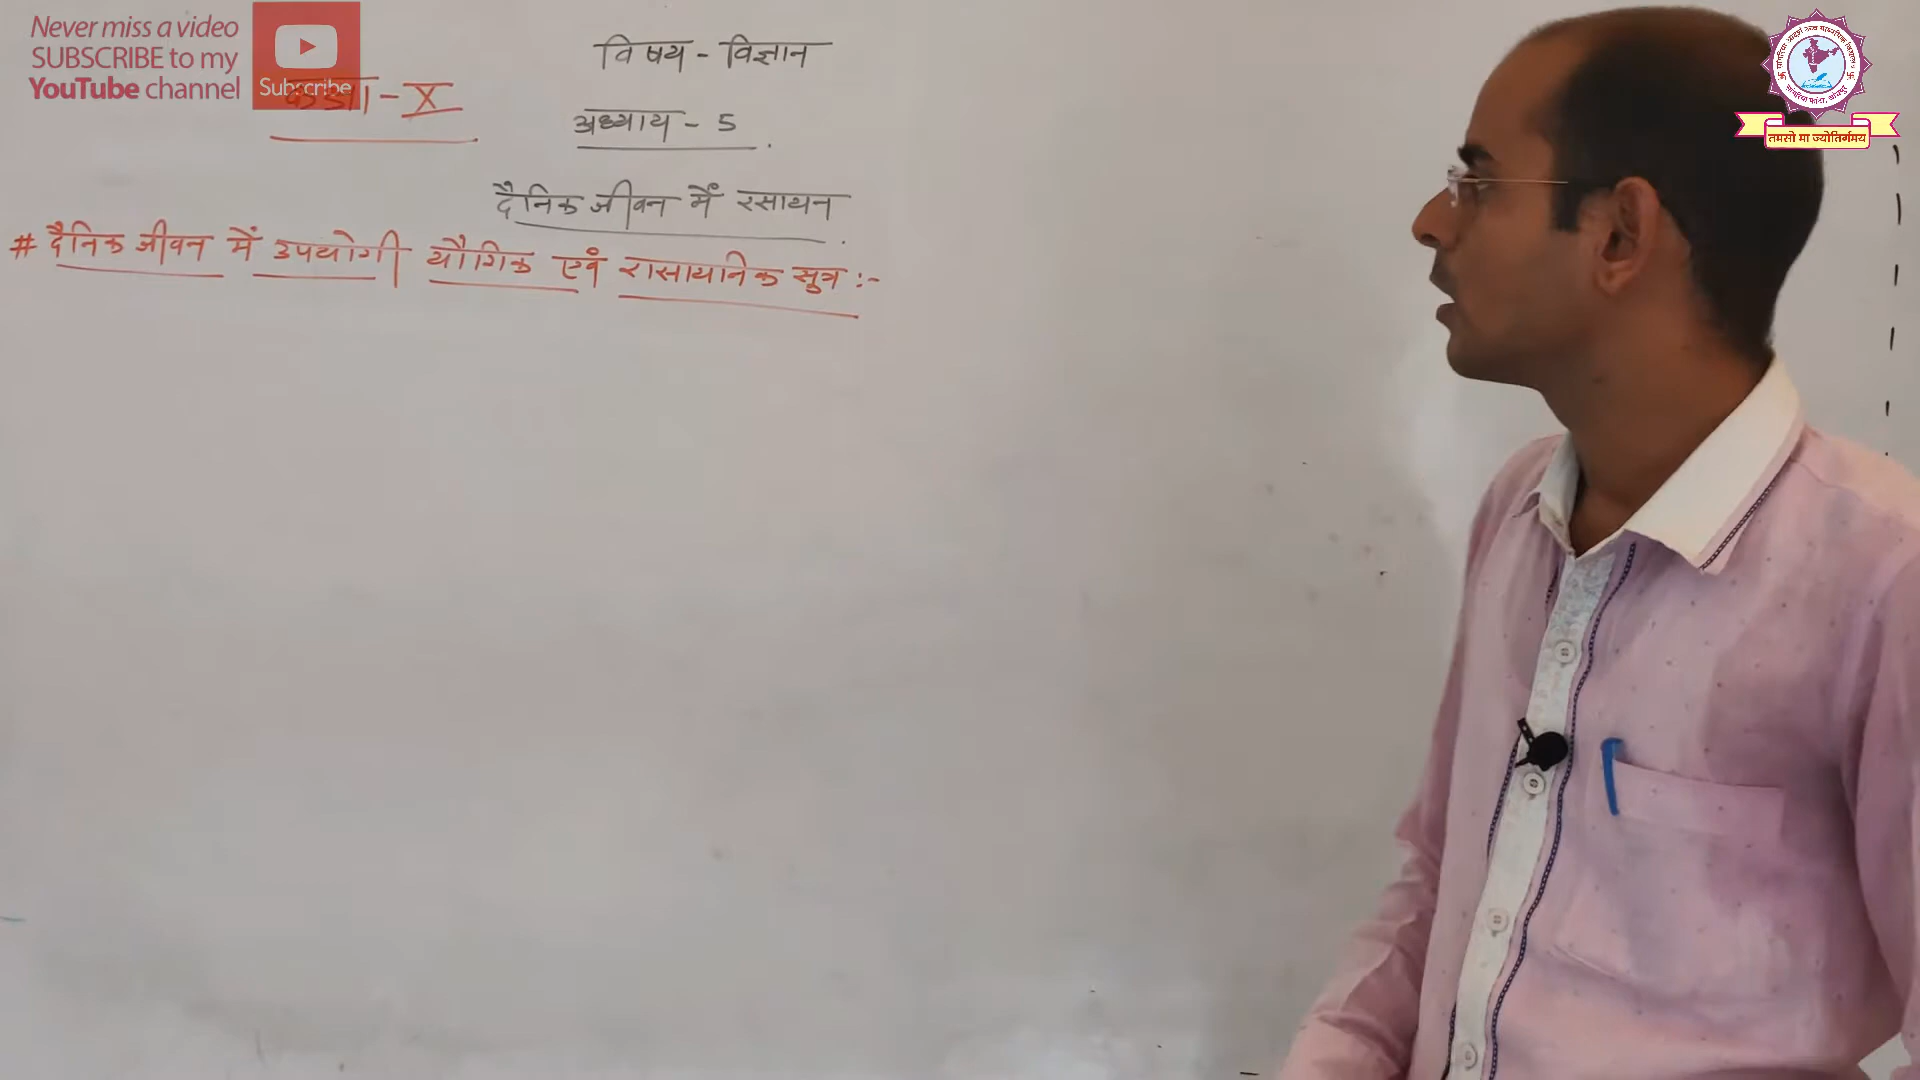 Never miss a video
SUBSCRIBE to my
YouTube channel
Subscribe
कक्षा - X
विषय - विज्ञान
अध्याय - 5
दैनिक जीवन में रसायन
# दैनिक जीवन में उपयोगी यौगिक एवं रासायनिक सूत्र :-
तमसो मा ज्योतिर्गमय